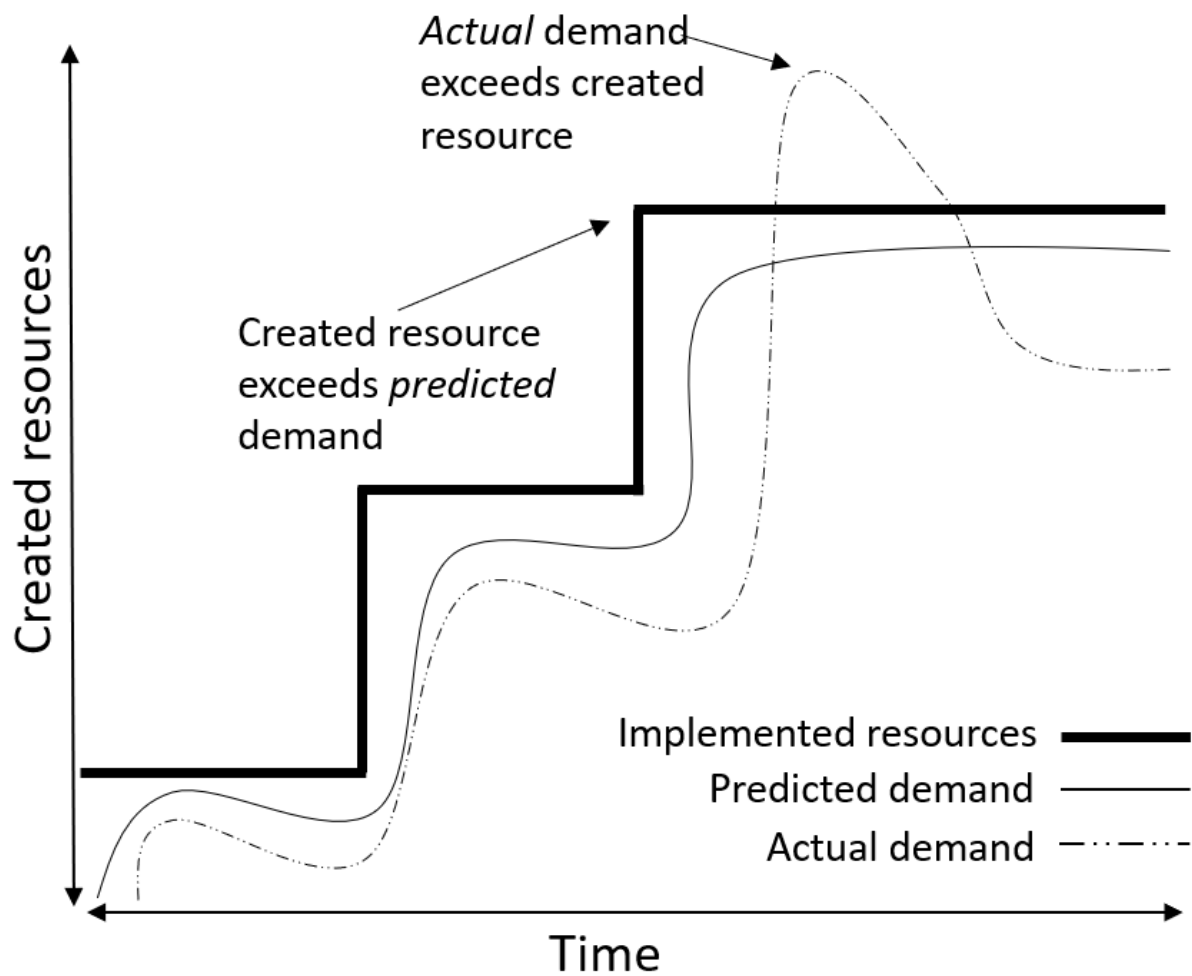 Actual demand
exceeds created
resource
Created resource
exceeds predicted
demand
Created resources
Implemented resources
Predicted demand
Actual demand
Time